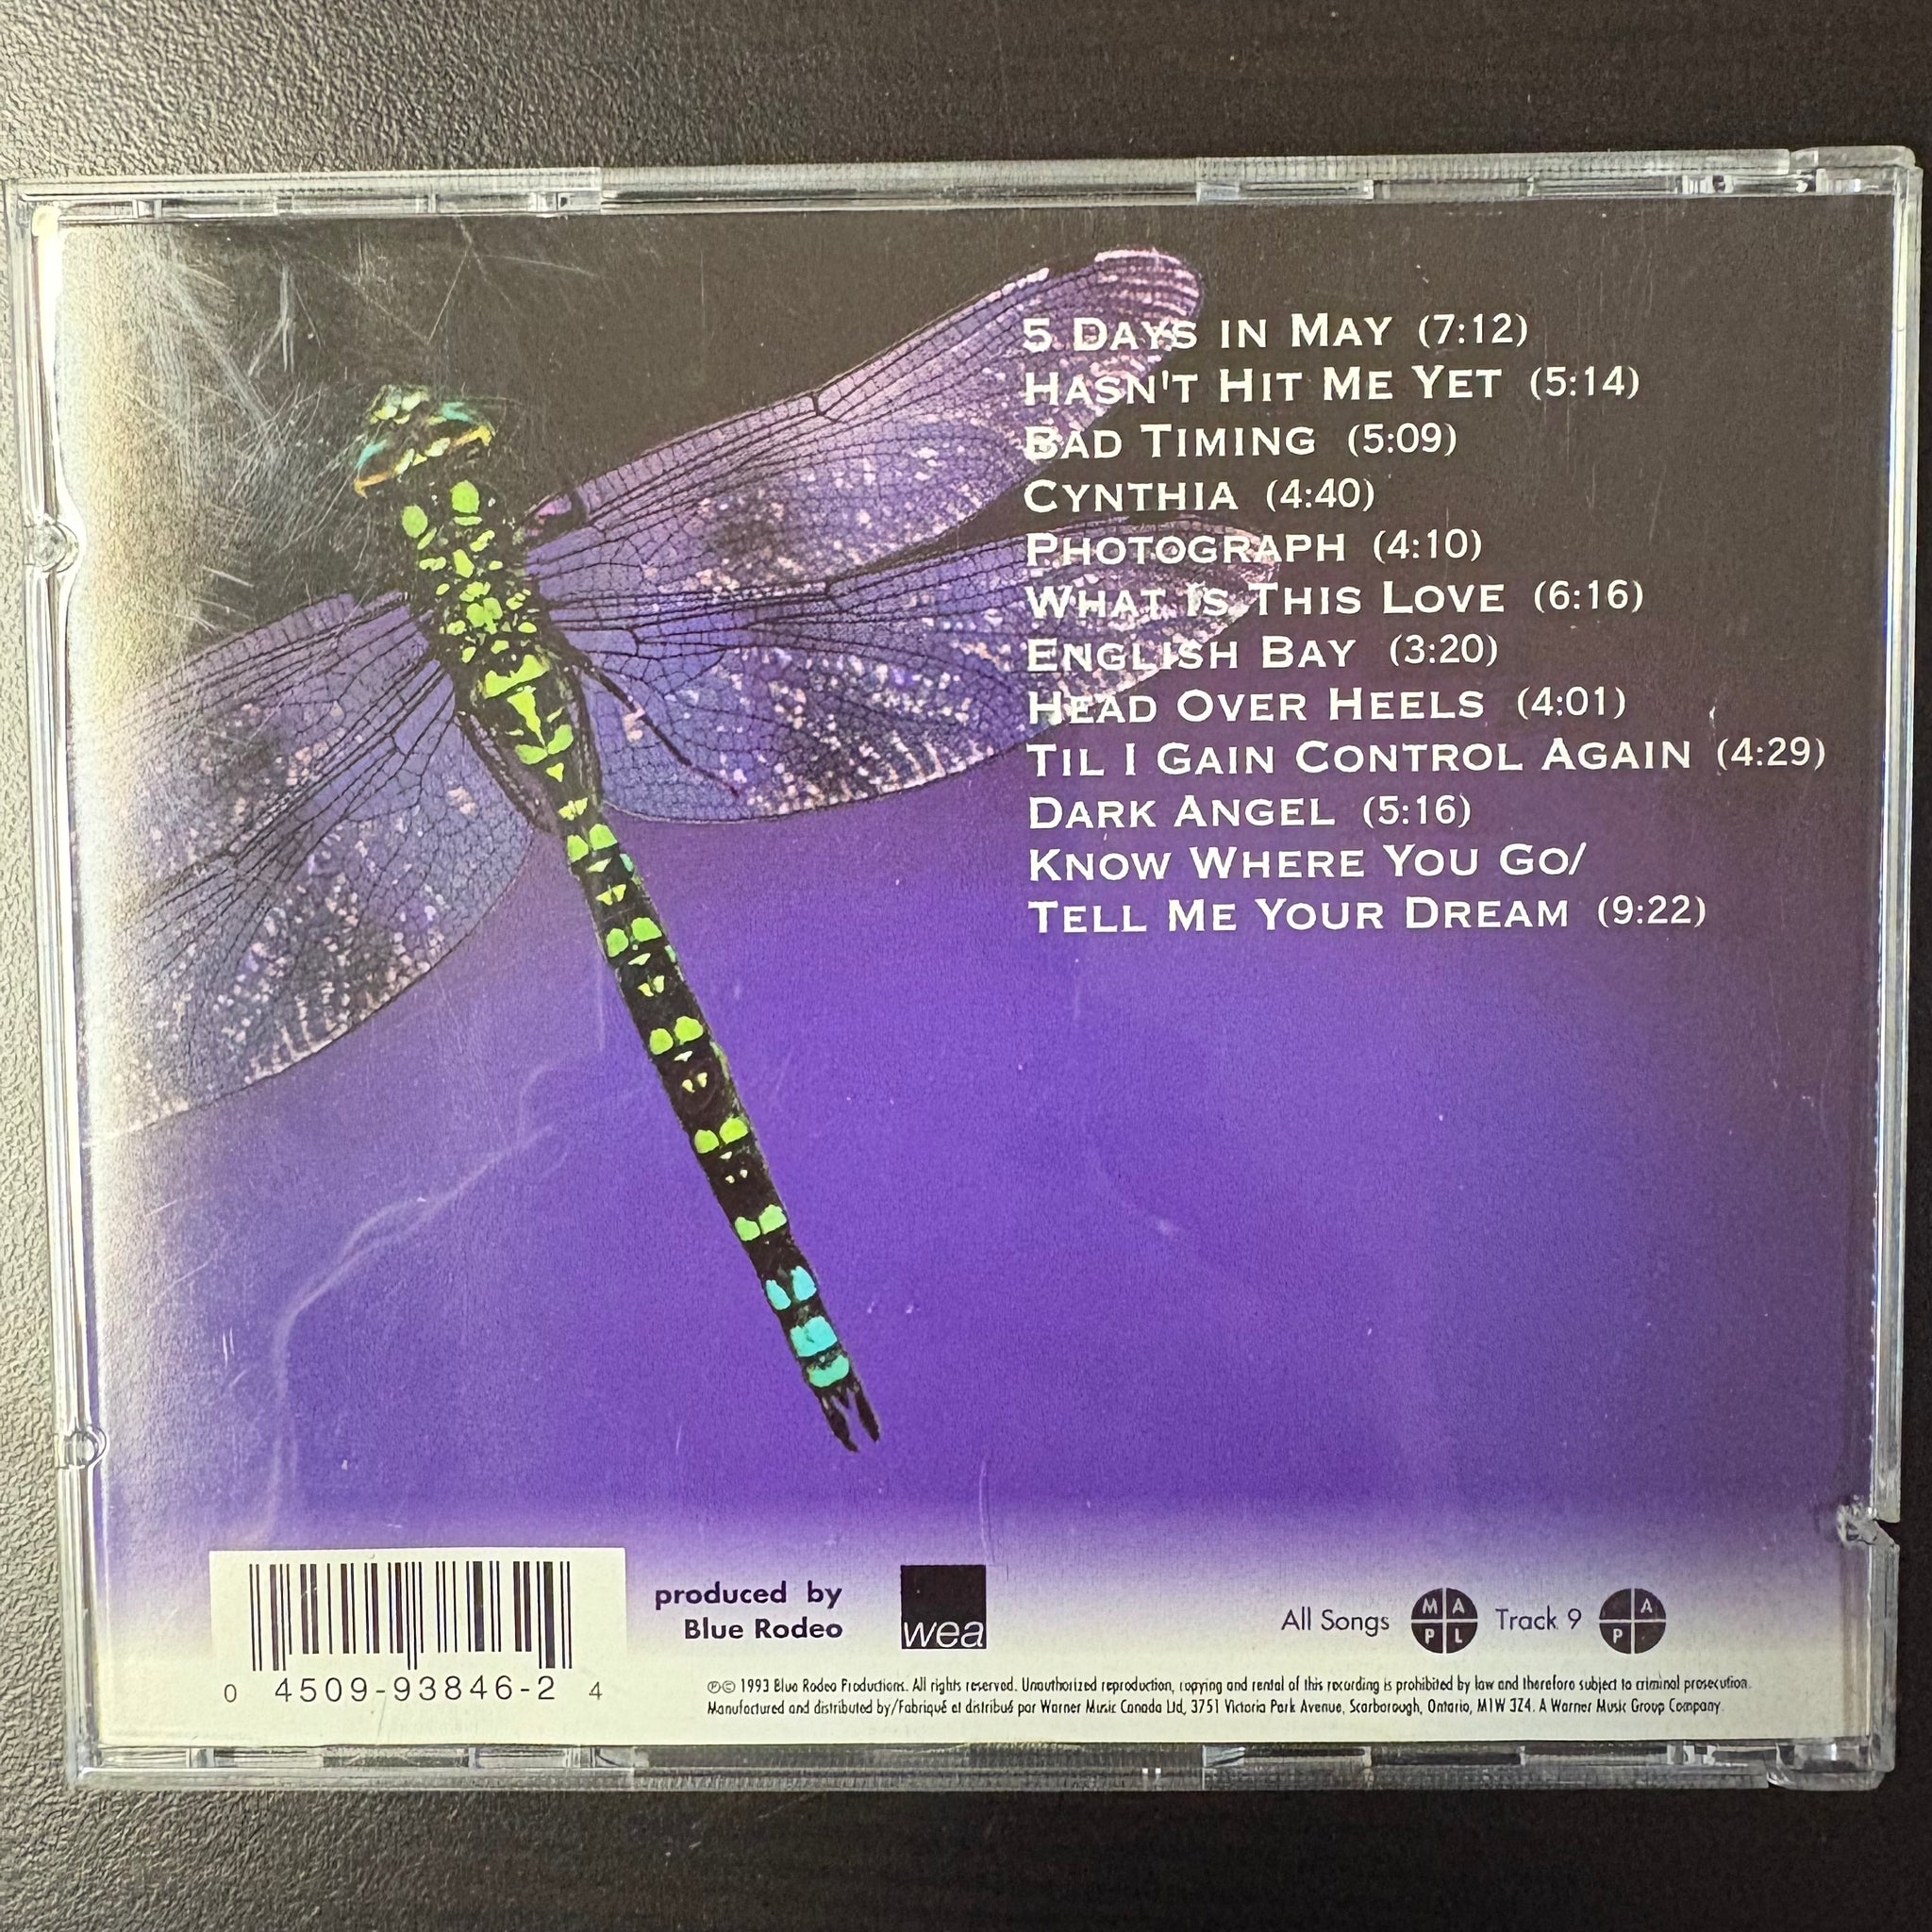 5 DAYS IN MAY (7:12)
HASN'T HIT ME YET (5:14)
BAD TIMING (5:09)
CYNTHIA (4:40)
PHOTOGRAPH (4:10)
WHAT IS THIS LOVE (6:16)
ENGLISH BAY (3:20)
HEAD OVER HEELS (4:01)
TIL I GAIN CONTROL AGAIN (4:29)
DARK ANGEL (5:16)
KNOW WHERE YOU GO/
TELL ME YOUR DREAM (9:22)
0 4509-93846-2 4
produced by
Blue Rodeo
wea
All Songs M A P L Track 9 A P
℗© 1993 Blue Rodeo Productions. All rights reserved. Unauthorized reproduction, copying and rental of this recording is prohibited by law and therefore subject to criminal prosecution.
Manufactured and distributed by/Fabriqué et distribué par Warner Music Canada Ltd, 3751 Victoria Park Avenue, Scarborough, Ontario, M1W 3Z4. A Warner Music Group Company